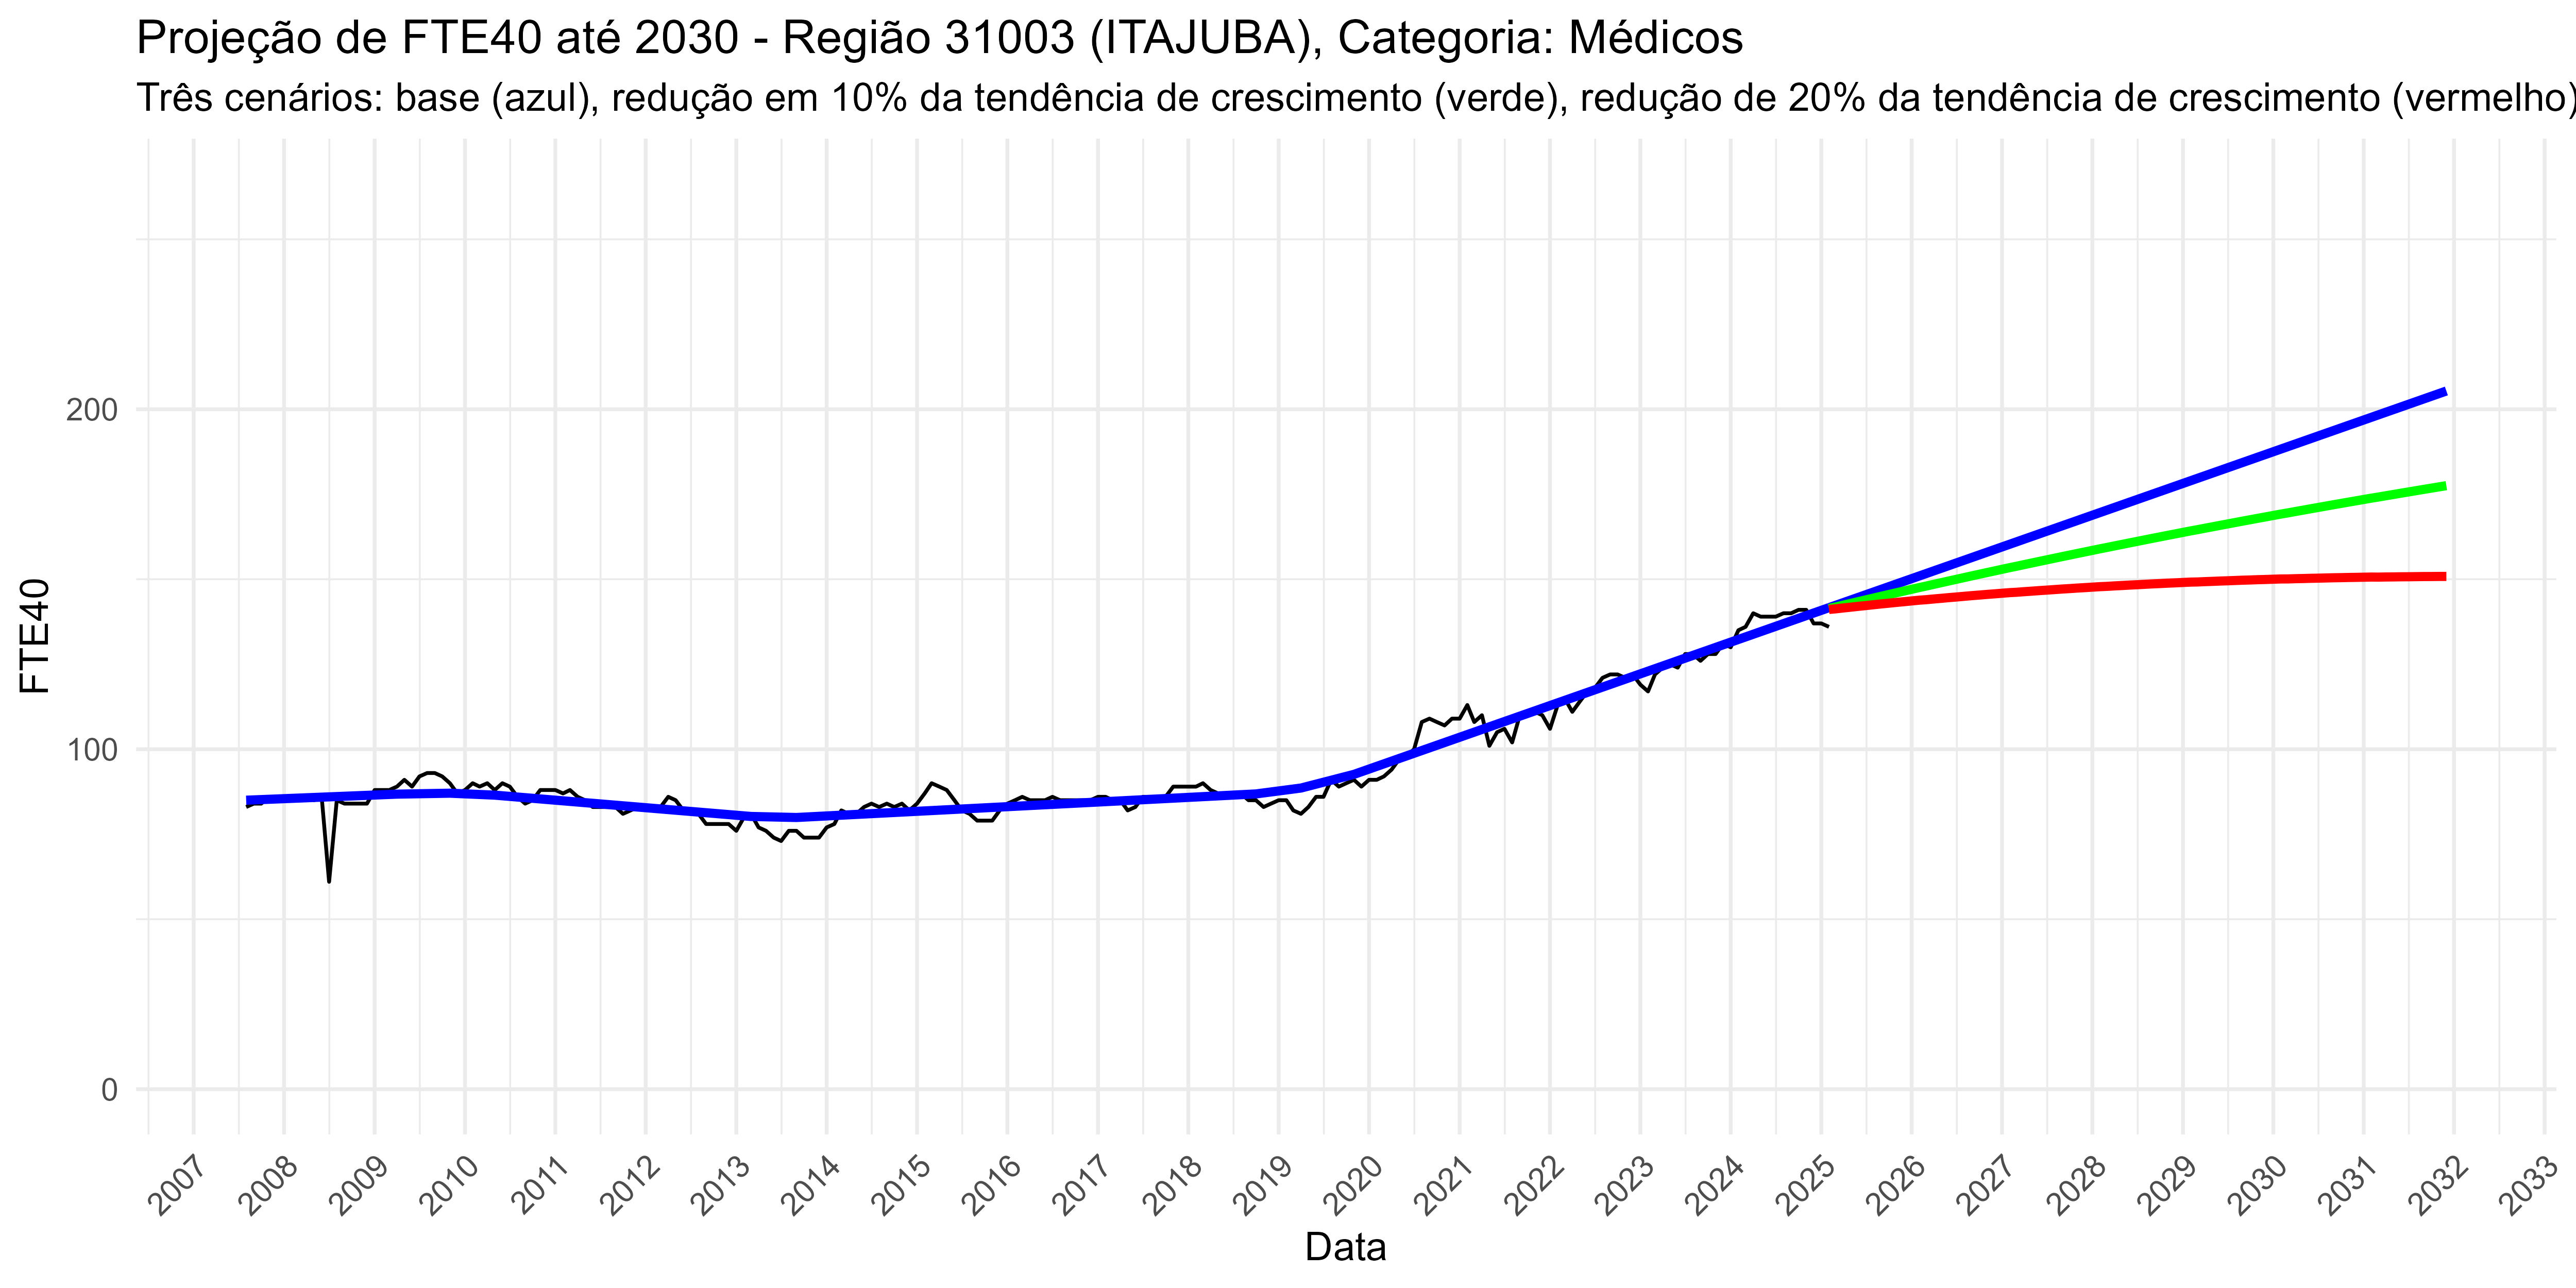 Projeção de FTE40 até 2030 - Região 31003 (ITAJUBA), Categoria: Médicos
Três cenários: base (azul), redução em 10% da tendência de crescimento (verde), redução de 20% da tendência de crescimento (vermelho)
FTE40
200
100
0
2007 2008 2009 2010 2011 2012 2013 2014 2015 2016 2017 2018 2019 2020 2021 2022 2023 2024 2025 2026 2027 2028 2029 2030 2031 2032 2033
Data